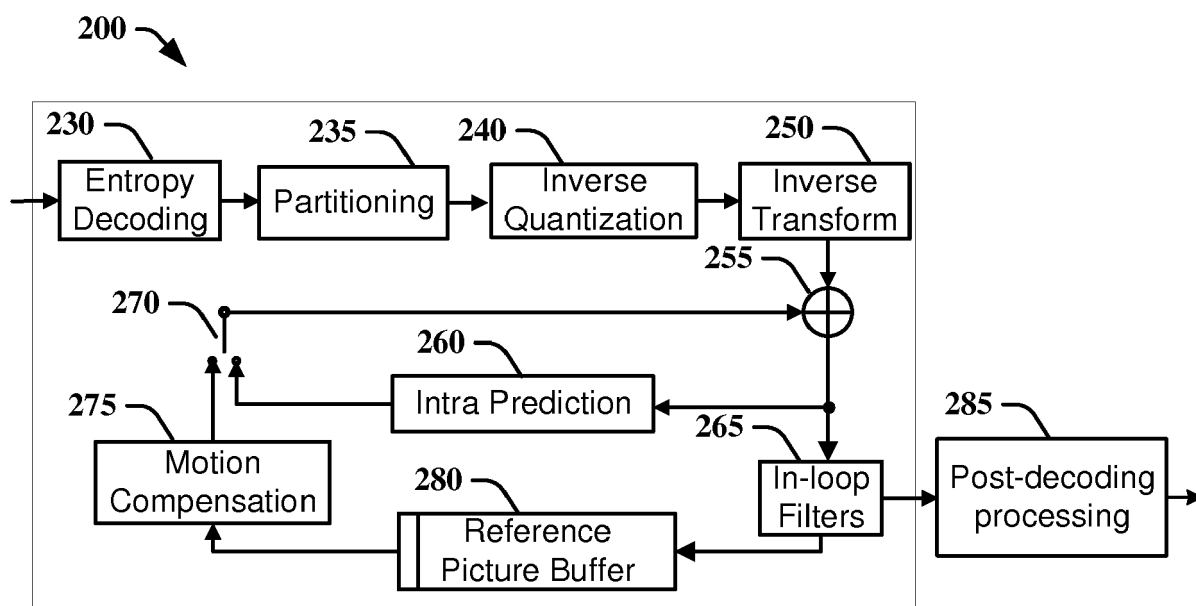 200
230
235
240
250
Entropy
Decoding
Partitioning
Inverse
Quantization
Inverse
Transform
255
270
260
Intra Prediction
275
265
285
Motion
Compensation
280
Reference
Picture Buffer
In-loop
Filters
Post-decoding
processing